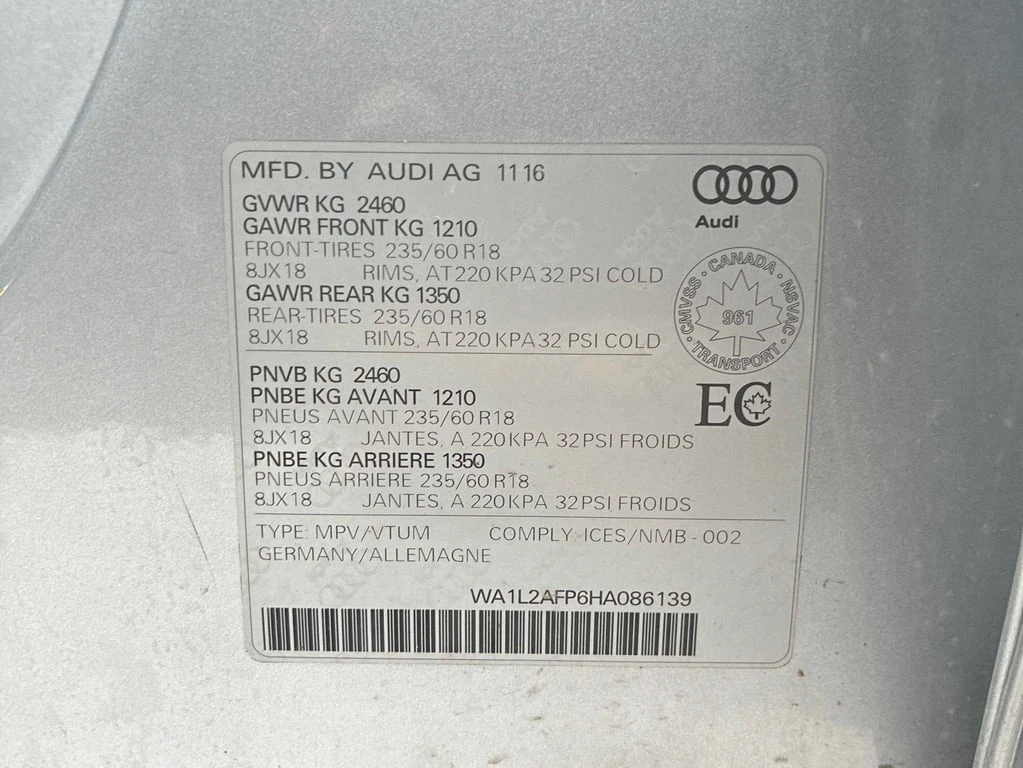 MFD. BY AUDI AG 11 16
Audi
GVWR KG 2460
GAWR FRONT KG 1210
FRONT-TIRES 235/60 R18
8JX18 RIMS, AT 220 KPA 32 PSI COLD
GAWR REAR KG 1350
REAR-TIRES 235/60 R18
8JX18 RIMS, AT 220 KPA 32 PSI COLD
CMVSS · CANADA · NSVAC · TRANSPORT ·
961
PNVB KG 2460
PNBE KG AVANT 1210
PNEUS AVANT 235/60 R18
8JX18 JANTES, A 220 KPA 32 PSI FROIDS
PNBE KG ARRIERE 1350
PNEUS ARRIERE 235/60 R18
8JX18 JANTES, A 220 KPA 32 PSI FROIDS
EC
TYPE: MPV/VTUM COMPLY: ICES/NMB - 002
GERMANY/ALLEMAGNE
WA1L2AFP6HA086139